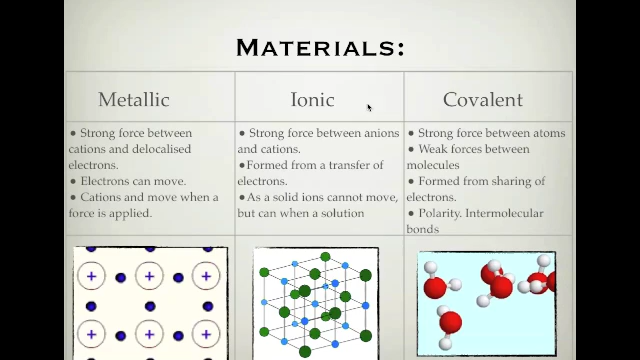 MATERIALS:
Metallic
Ionic
Covalent
• Strong force between
cations and delocalised
electrons.
• Electrons can move.
• Cations and move when a
force is applied.
• Strong force between anions
and cations.
•Formed from a transfer of
electrons.
•As a solid ions cannot move,
but can when a solution
• Strong force between atoms
• Weak forces between
molecules
• Formed from sharing of
electrons.
• Polarity. Intermolecular
bonds
+ + +
+ + +